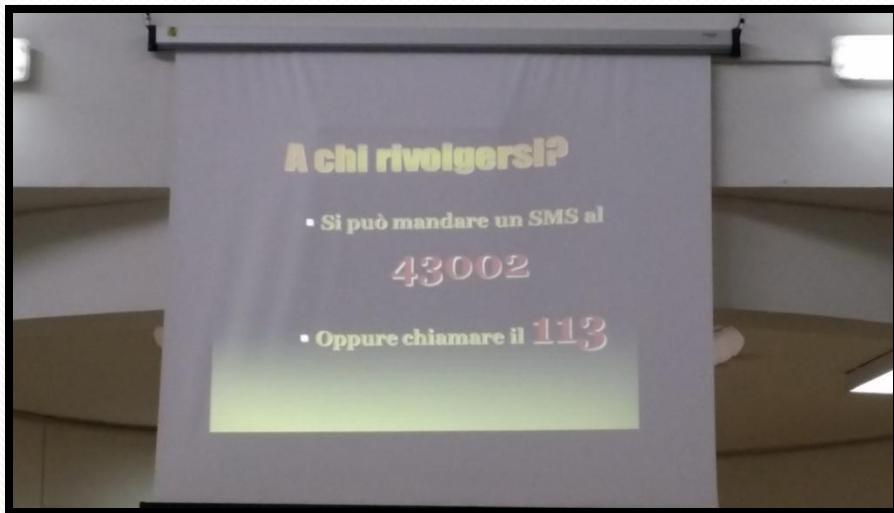 A chi rivolgersi?
▪ Si può mandare un SMS al
43002
▪ Oppure chiamare il 113